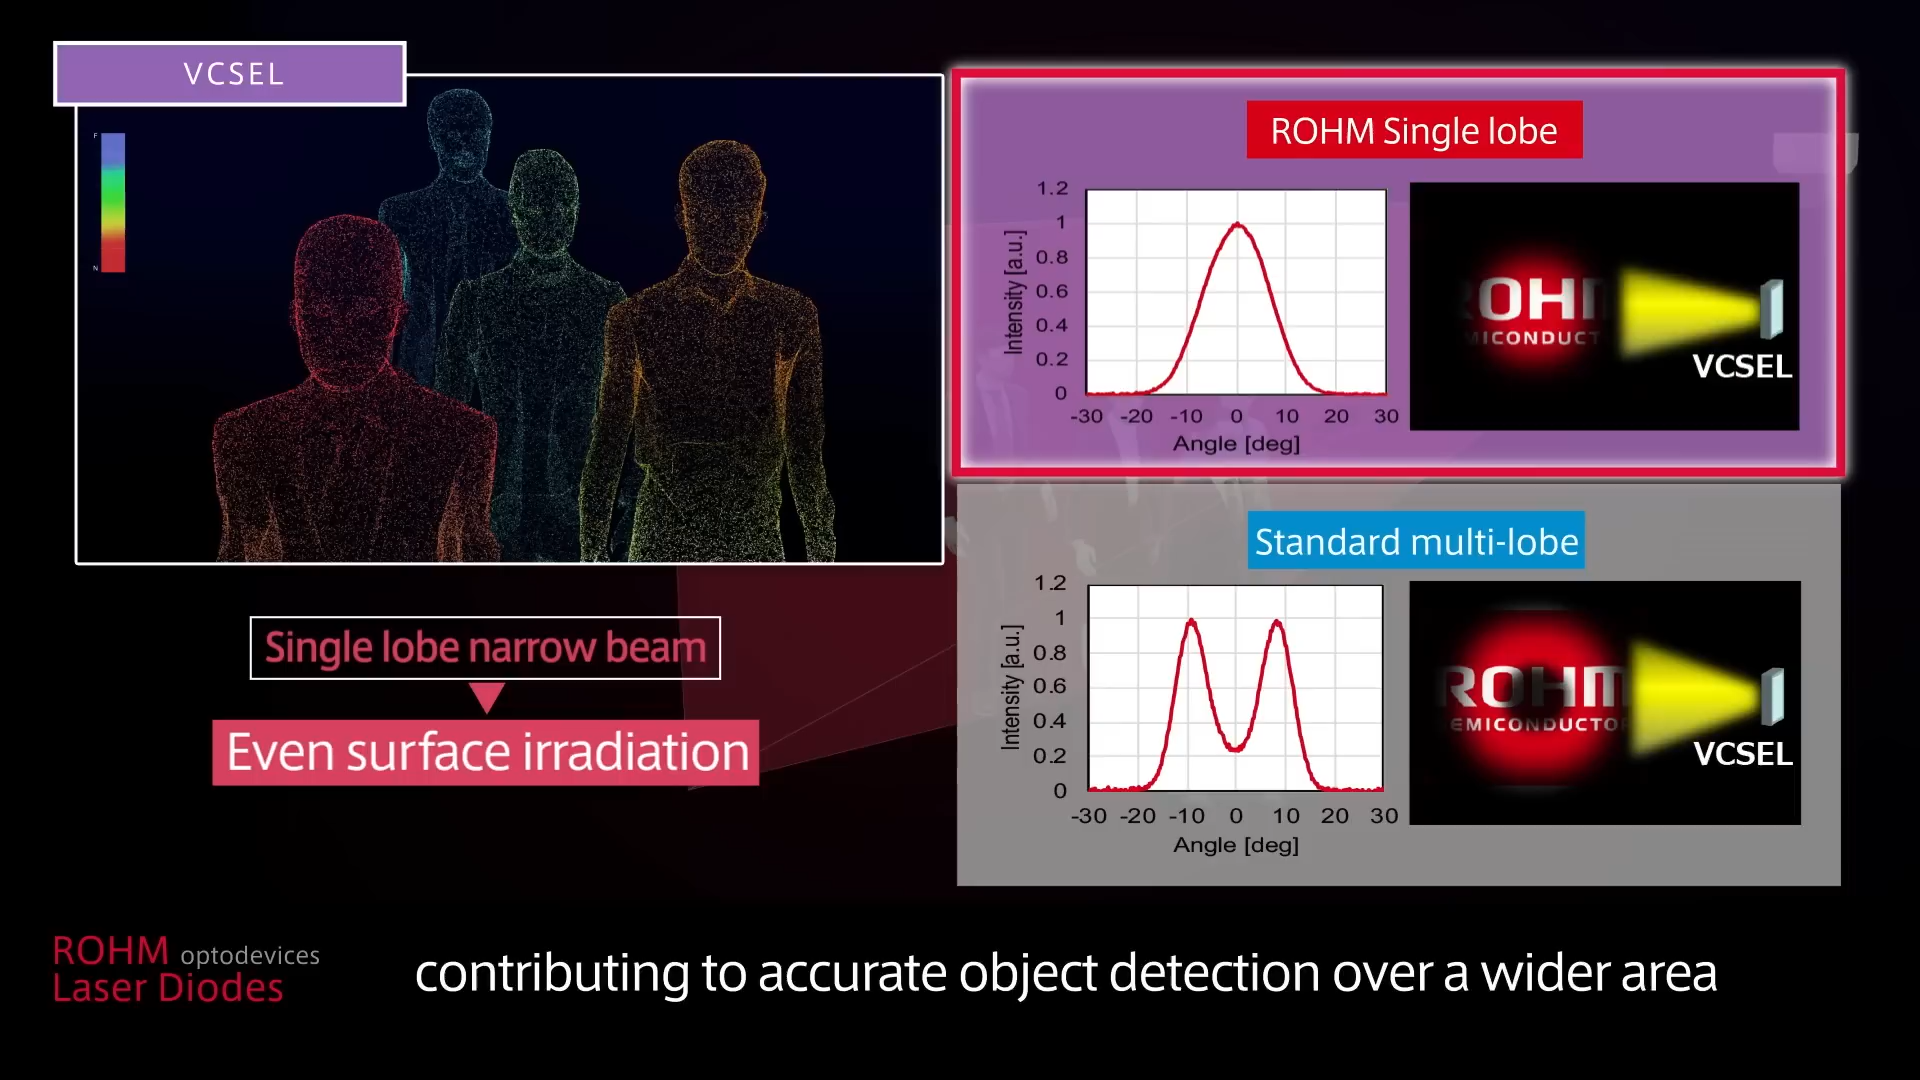 VCSEL
F
N
Single lobe narrow beam
Even surface irradiation
ROHM Single lobe
1.2
1
0.8
0.6
0.4
0.2
0
Intensity [a.u.]
-30 -20 -10 0 10 20 30
Angle [deg]
ROHM
MICONDUCT
VCSEL
Standard multi-lobe
1.2
1
0.8
0.6
0.4
0.2
0
Intensity [a.u.]
-30 -20 -10 0 10 20 30
Angle [deg]
ROHM
EMICONDUCTOR
VCSEL
ROHM optodevices
Laser Diodes
contributing to accurate object detection over a wider area